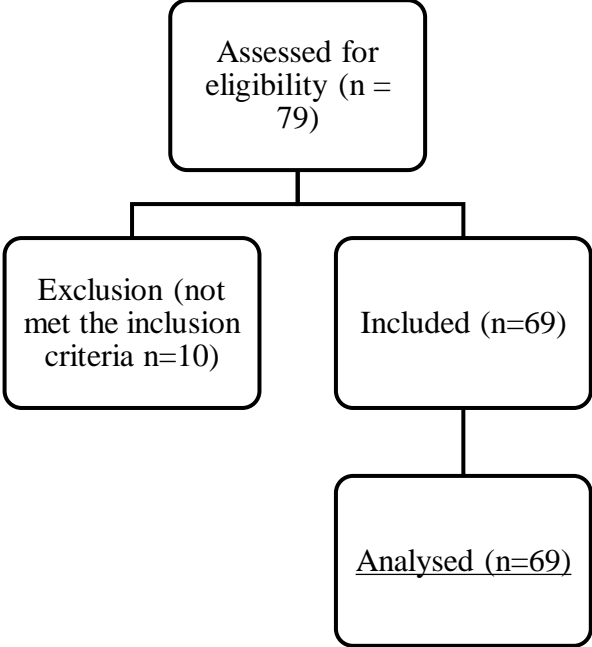 Assessed for
eligibility (n =
79)
Exclusion (not
met the inclusion
criteria n=10)
Included (n=69)
Analysed (n=69)